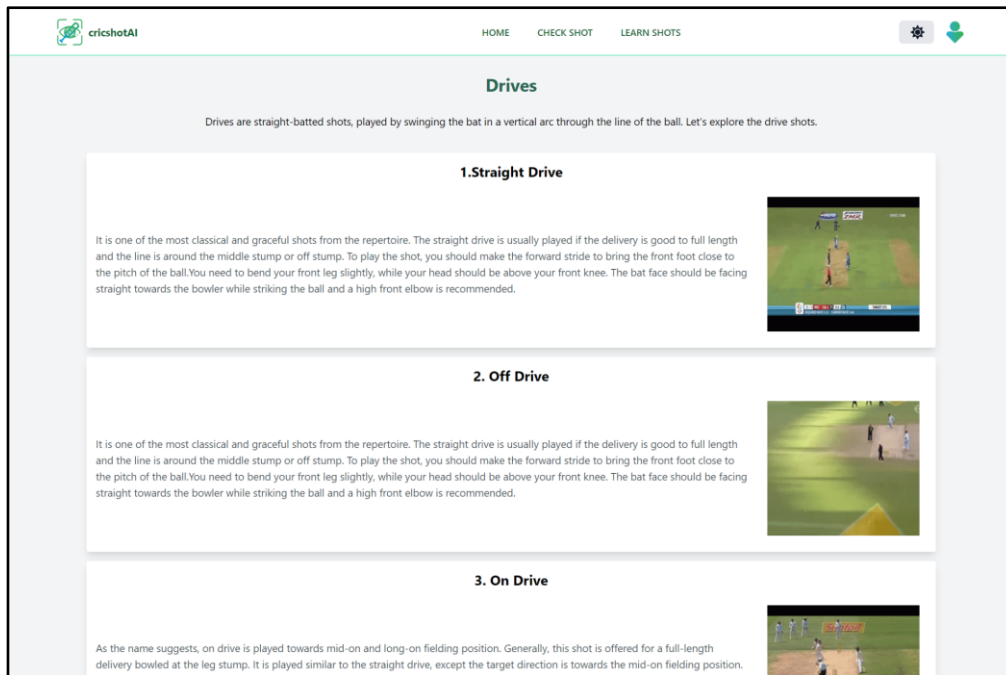 cricshotAI
HOME CHECK SHOT LEARN SHOTS
Drives
Drives are straight-batted shots, played by swinging the bat in a vertical arc through the line of the ball. Let's explore the drive shots.
1.Straight Drive
It is one of the most classical and graceful shots from the repertoire. The straight drive is usually played if the delivery is good to full length
and the line is around the middle stump or off stump. To play the shot, you should make the forward stride to bring the front foot close to
the pitch of the ball.You need to bend your front leg slightly, while your head should be above your front knee. The bat face should be facing
straight towards the bowler while striking the ball and a high front elbow is recommended.
2. Off Drive
It is one of the most classical and graceful shots from the repertoire. The straight drive is usually played if the delivery is good to full length
and the line is around the middle stump or off stump. To play the shot, you should make the forward stride to bring the front foot close to
the pitch of the ball.You need to bend your front leg slightly, while your head should be above your front knee. The bat face should be facing
straight towards the bowler while striking the ball and a high front elbow is recommended.
3. On Drive
As the name suggests, on drive is played towards mid-on and long-on fielding position. Generally, this shot is offered for a full-length
delivery bowled at the leg stump. It is played similar to the straight drive, except the target direction is towards the mid-on fielding position.